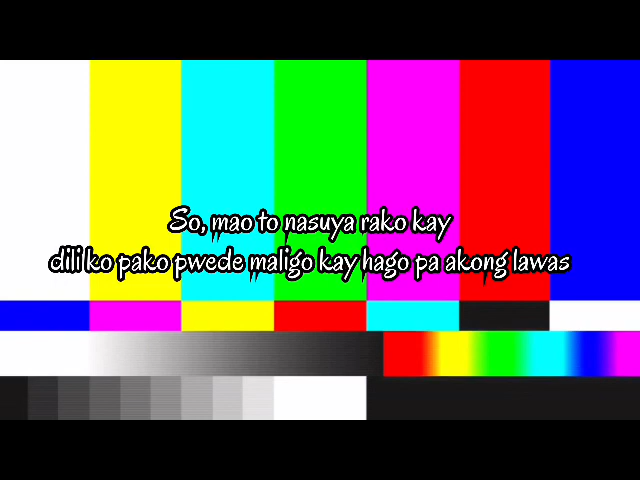 So, mao to nasuya rako kay
dili ko pako pwede maligo kay hago pa akong lawas